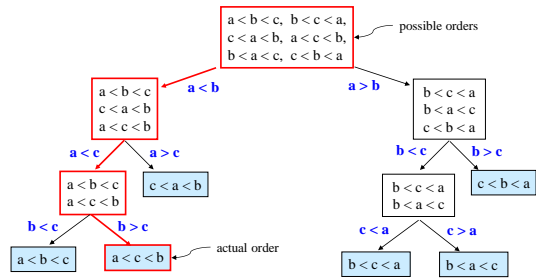 a < b < c, b < c < a,
c < a < b, a < c < b,
b < a < c, c < b < a
possible orders
a < b
a > b
a < b < c
c < a < b
a < c < b
b < c < a
b < a < c
c < b < a
a < c
a > c
b < c
b > c
a < b < c
a < c < b
c < a < b
b < c < a
b < a < c
c < b < a
b < c
b > c
c < a
c > a
a < b < c
a < c < b
actual order
b < c < a
b < a < c